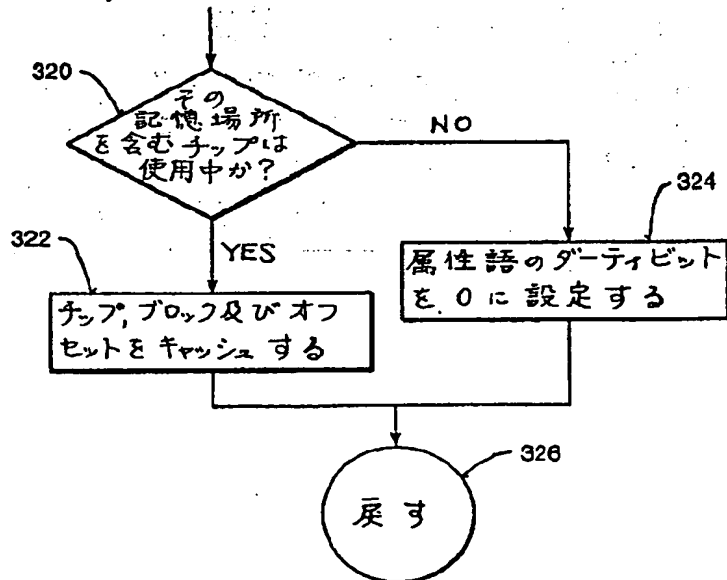 320
その
記憶場所
を含むチップは
使用中か?
NO
324
322
YES
属性語のダーティビット
を0に設定する
チップ,ブロック及びオフ
セットをキャッシュする
326
戻す